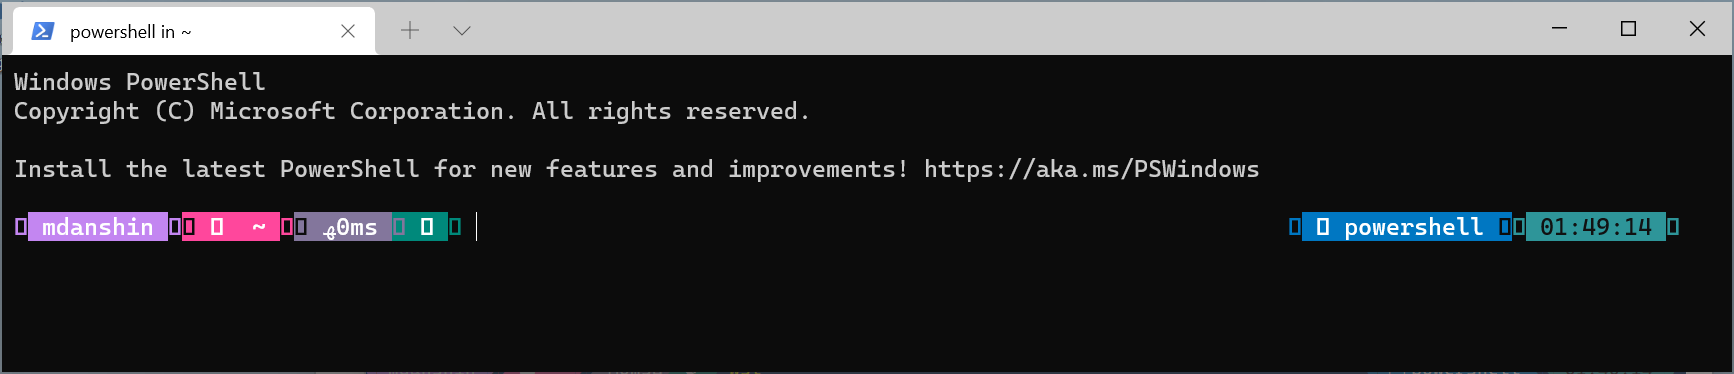 powershell in ~
Windows PowerShell
Copyright (C) Microsoft Corporation. All rights reserved.
Install the latest PowerShell for new features and improvements! https://aka.ms/PSWindows
mdanshin ~ 0ms powershell 01:49:14